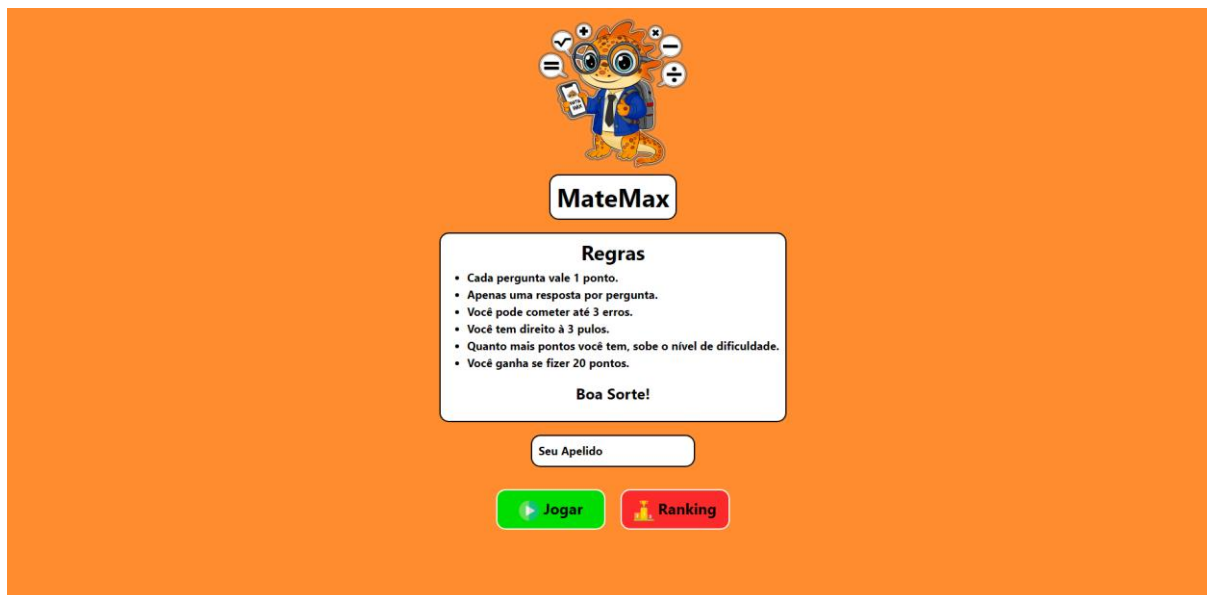 MateMax
Regras
• Cada pergunta vale 1 ponto.
• Apenas uma resposta por pergunta.
• Você pode cometer até 3 erros.
• Você tem direito à 3 pulos.
• Quanto mais pontos você tem, sobe o nível de dificuldade.
• Você ganha se fizer 20 pontos.
Boa Sorte!
Seu Apelido
Jogar
Ranking